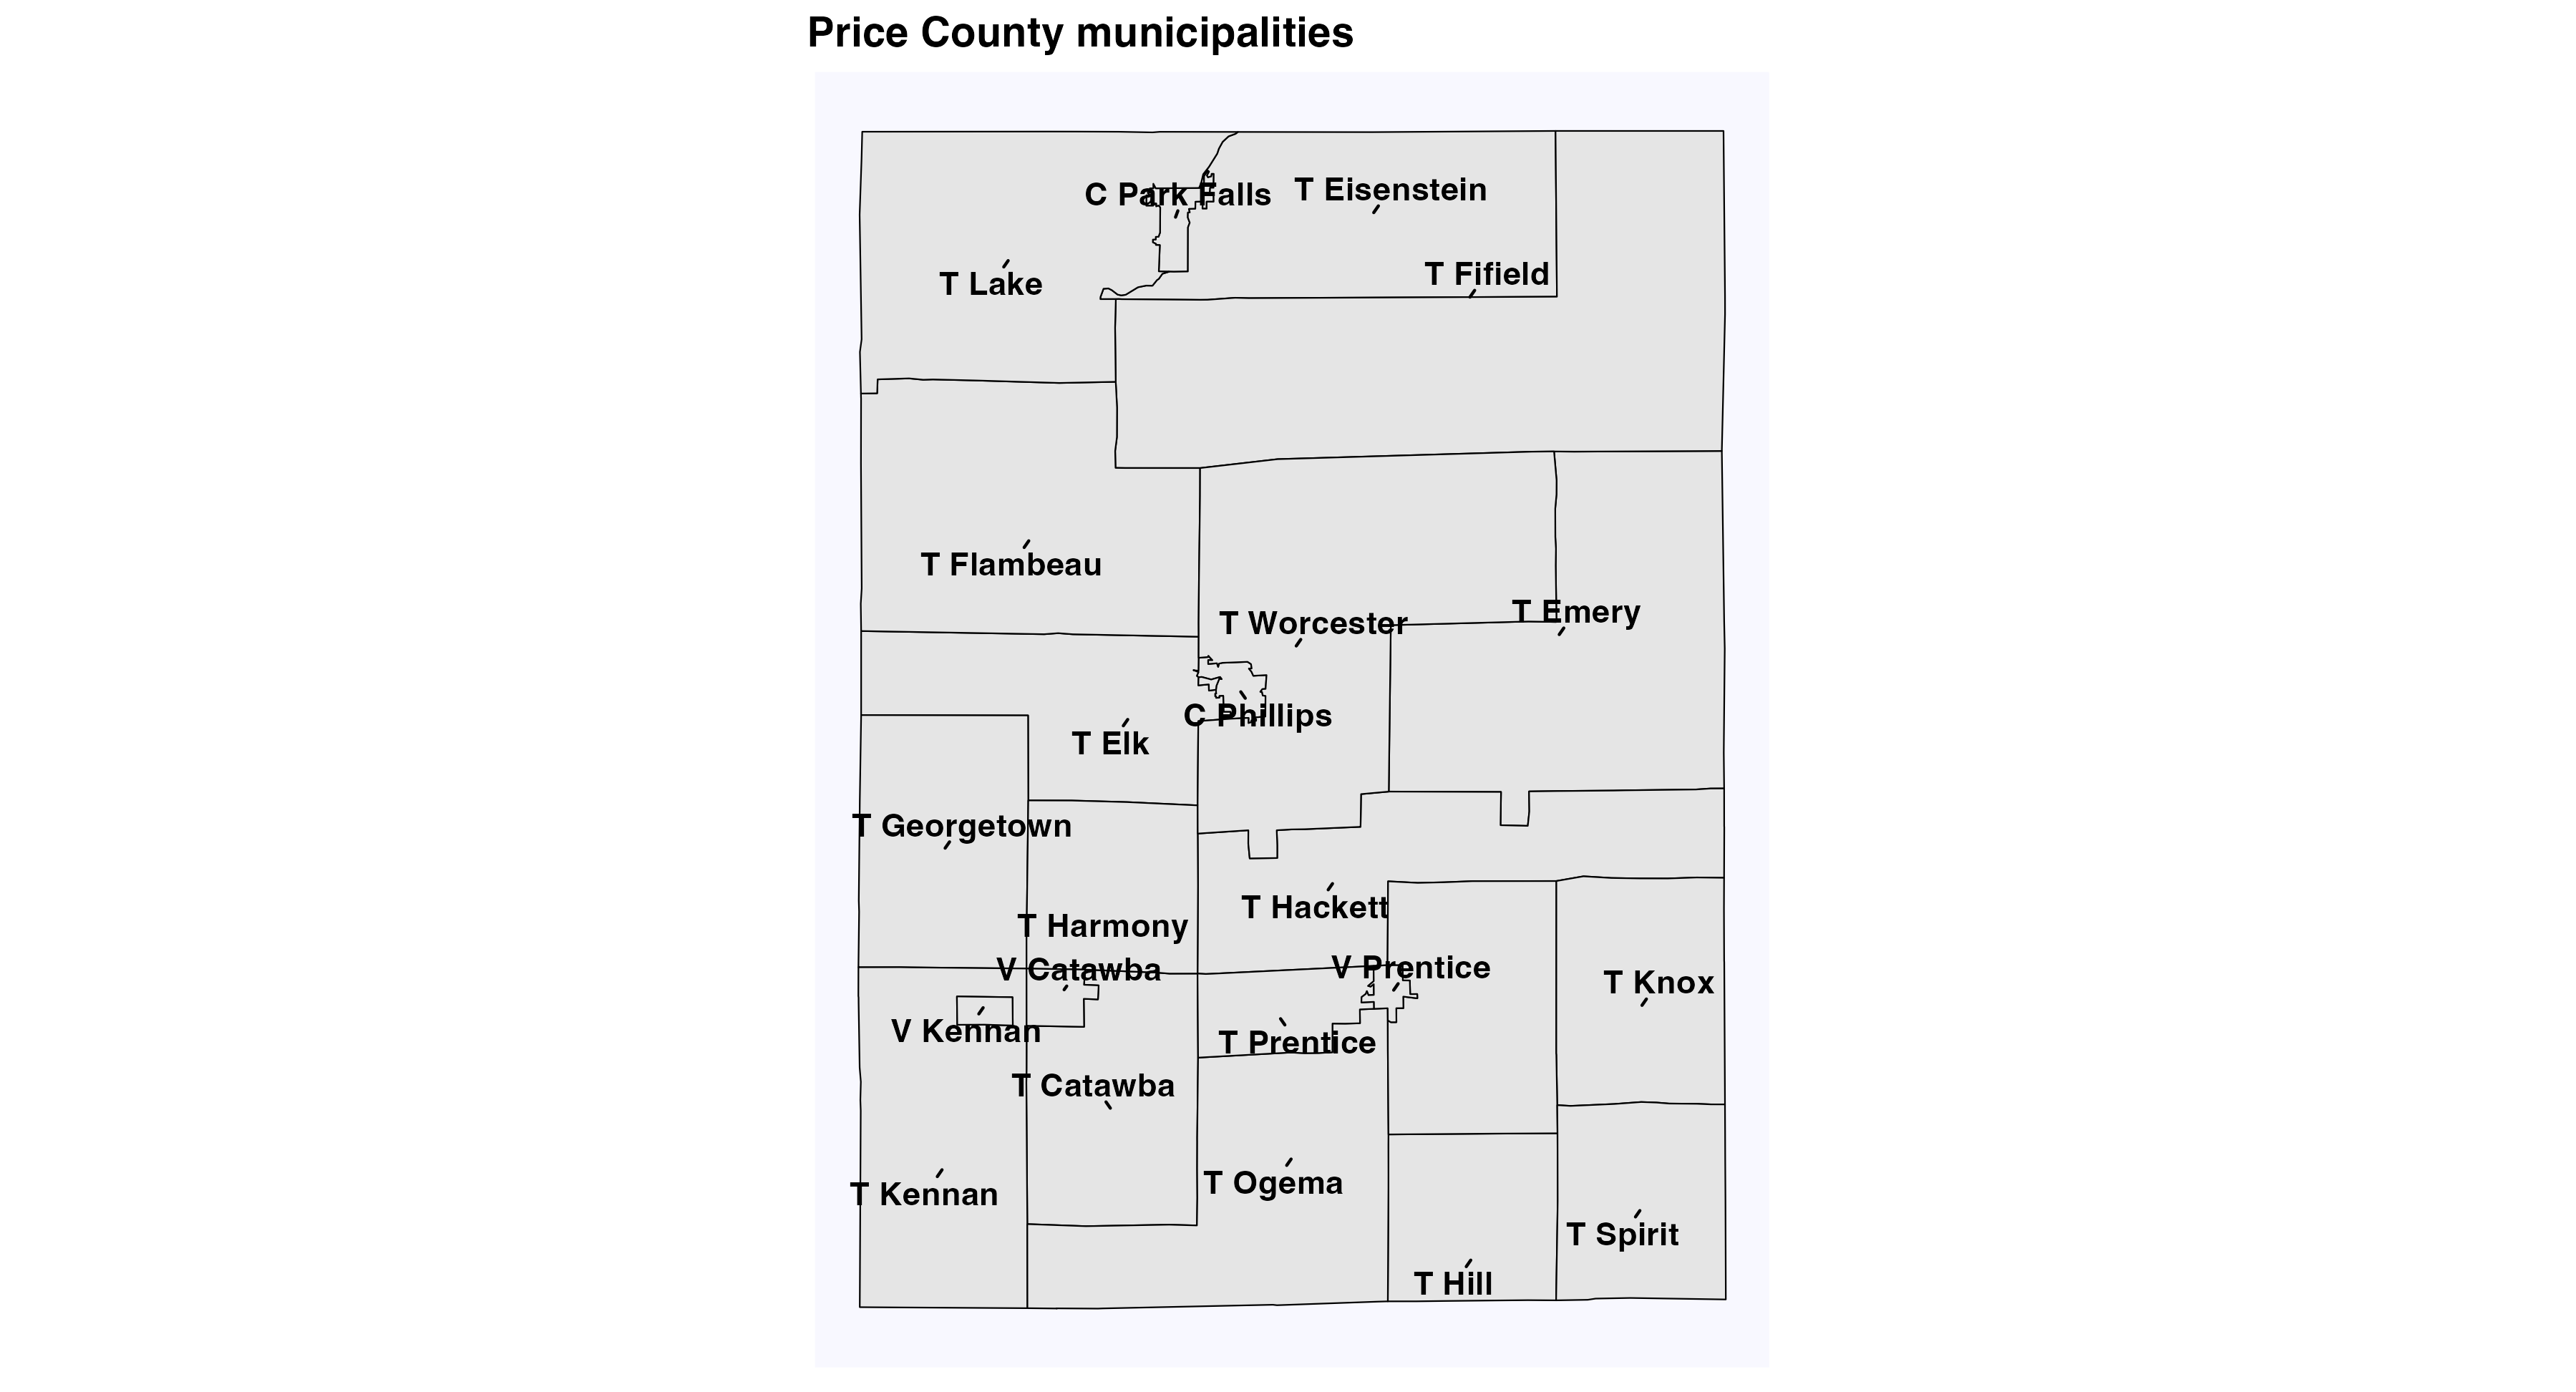 Price County municipalities
C Park Falls
T Eisenstein
T Fifield
T Lake
T Flambeau
T Worcester
T Emery
C Phillips
T Elk
T Georgetown
T Hackett
T Harmony
V Catawba
V Prentice
T Knox
V Kennan
T Prentice
T Catawba
T Ogema
T Kennan
T Spirit
T Hill